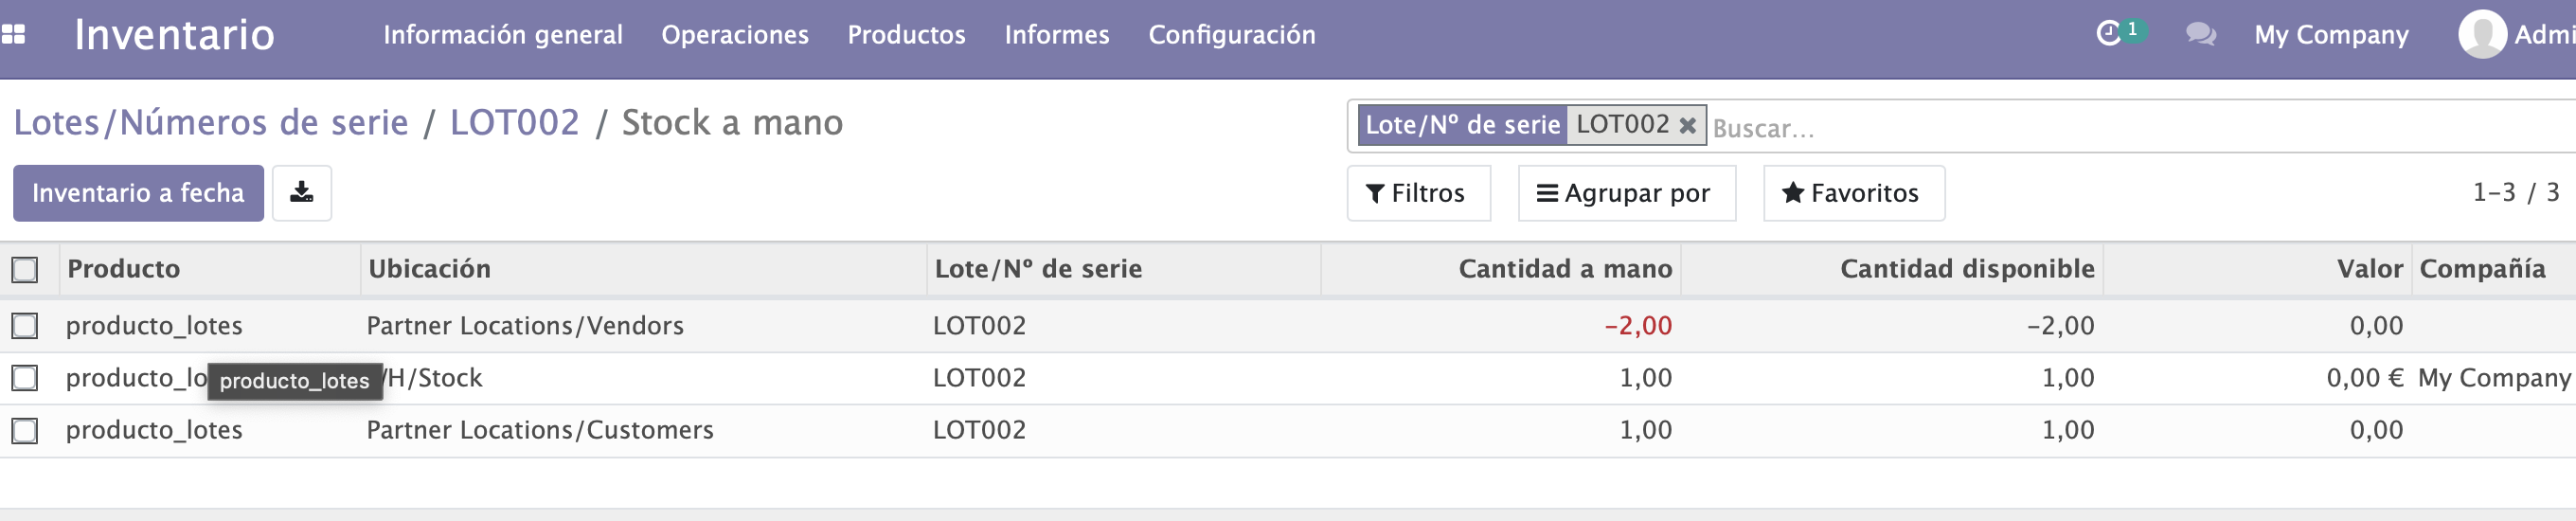 Inventario Información general Operaciones Productos Informes Configuración 1 My Company Admi
Lotes/Números de serie / LOT002 / Stock a mano
Lote/Nº de serie LOT002 Buscar...
Inventario a fecha Filtros Agrupar por Favoritos 1-3 / 3
Producto Ubicación Lote/Nº de serie Cantidad a mano Cantidad disponible Valor Compañía
producto_lotes Partner Locations/Vendors LOT002 -2,00 -2,00 0,00
producto_lo /H/Stock LOT002 1,00 1,00 0,00 € My Company
producto_lotes
producto_lotes Partner Locations/Customers LOT002 1,00 1,00 0,00